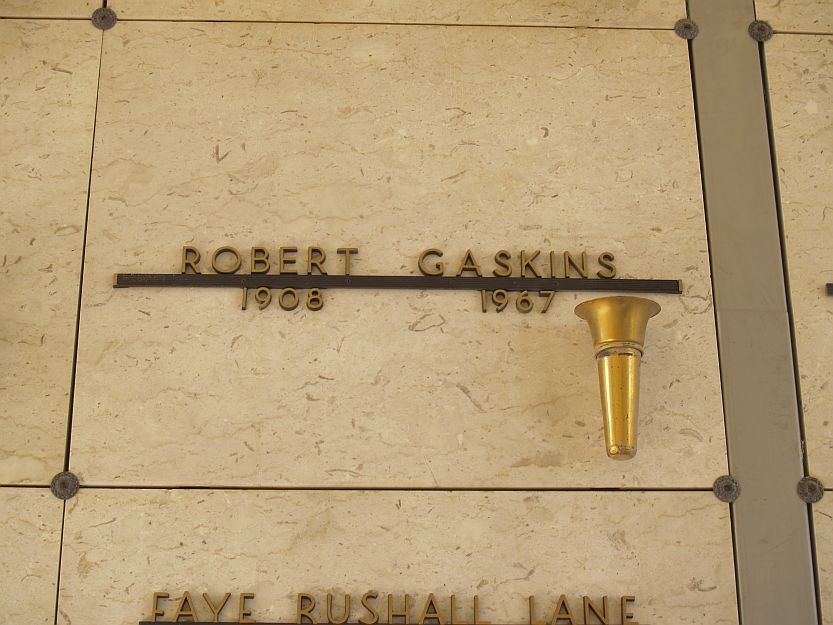 ROBERT GASKINS
1908 1967
FAYE RUSHALL LANE